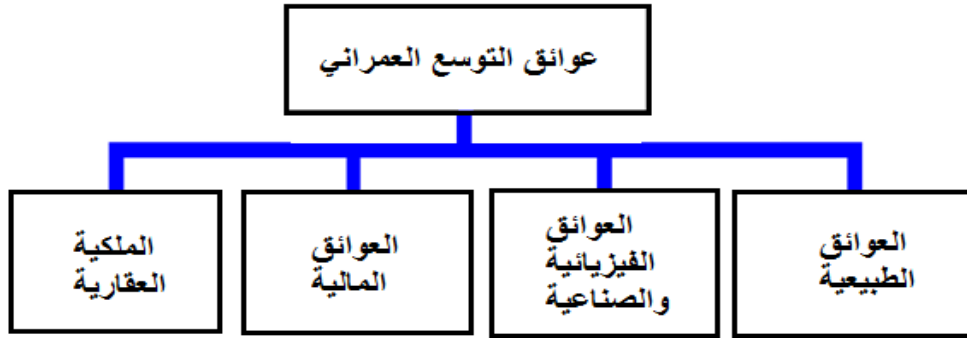 عوائق التوسع العمراني
العوائق
الطبيعية
العوائق
الفيزيائية
والصناعية
العوائق
المالية
الملكية
العقارية